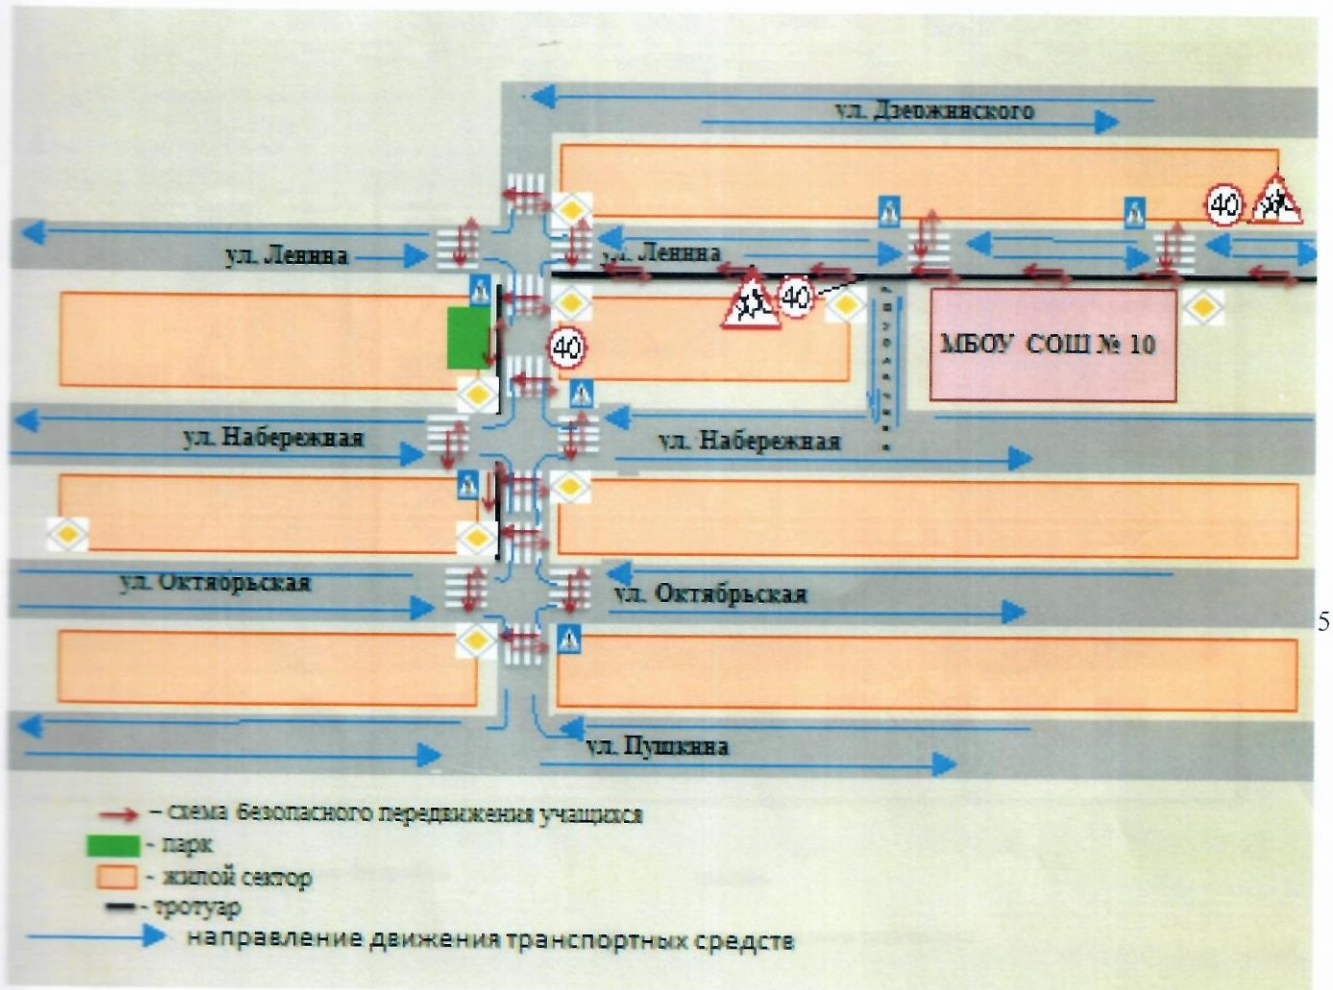 ул. Дзержинского
40
ул. Ленина
ул. Ленина
40
40
МБОУ СОШ № 10
ул. Набережная
ул. Набережная
ул. Октябрьская
ул. Октябрьская
5
ул. Пушкина
– схема безопасного передвижения учащихся
- парк
- жилой сектор
- тротуар
направление движения транспортных средств